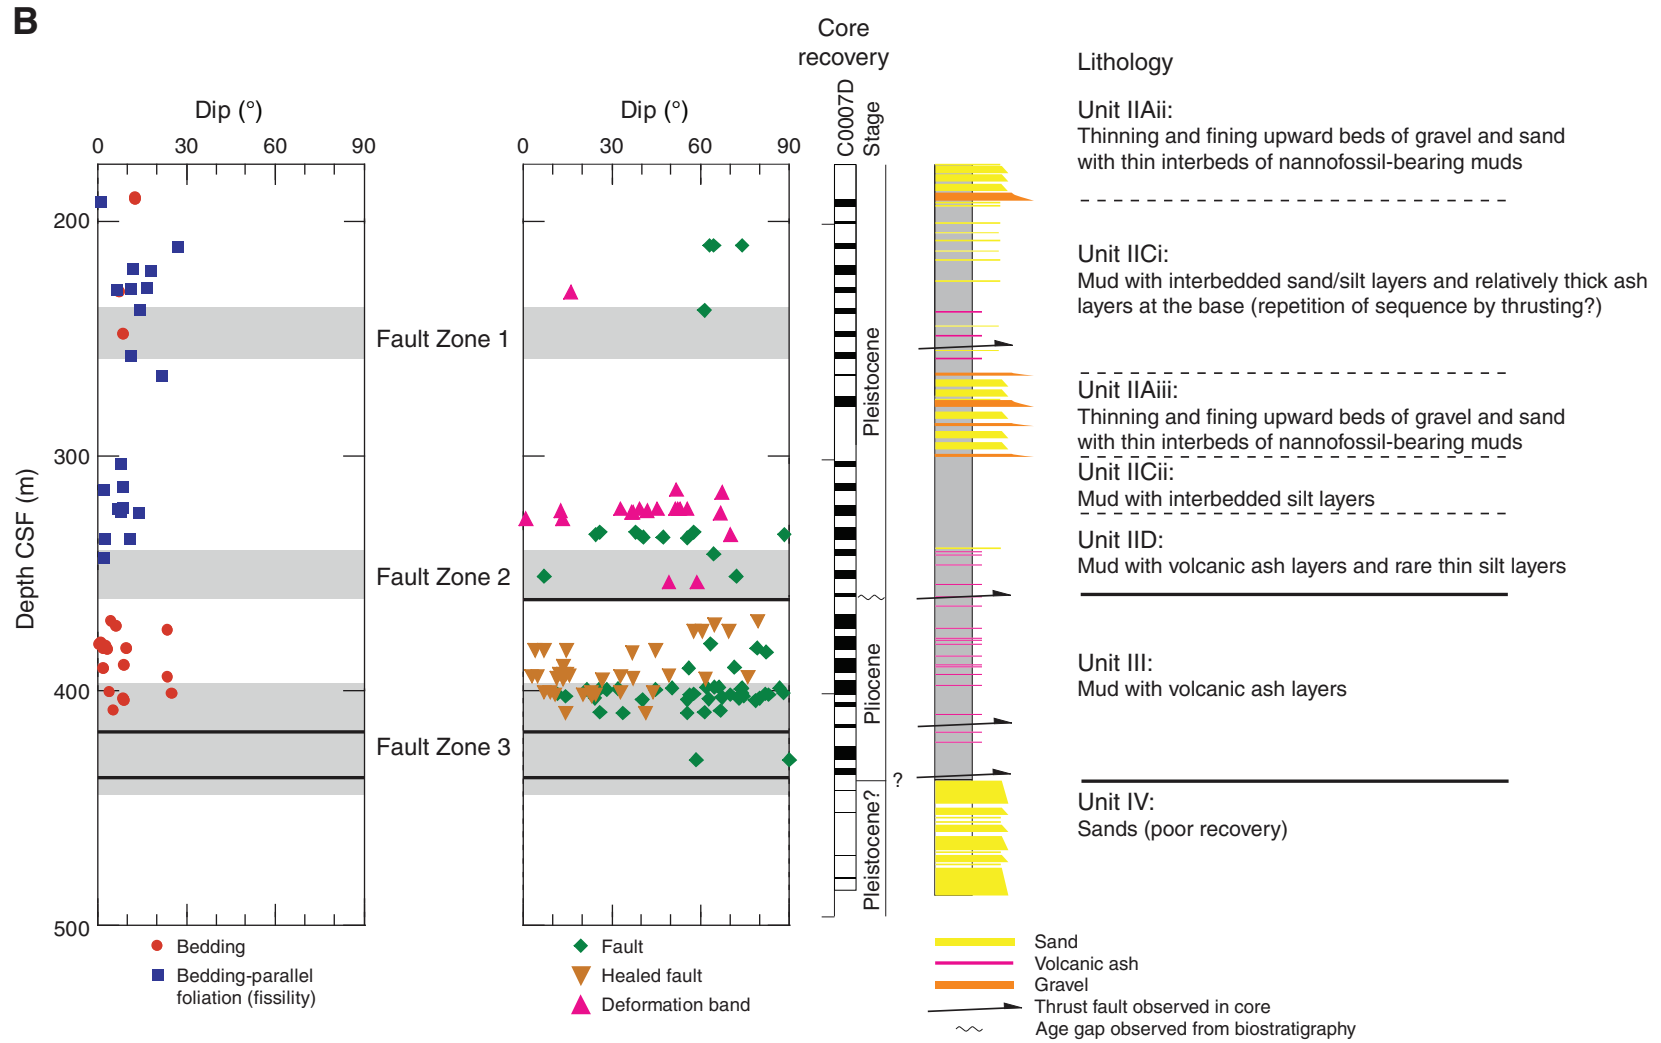 B
Core
recovery
Lithology
Dip (°)
Dip (°)
C0007D
Stage
0
30
60
90
0
30
60
90
Unit IIAii:
Thinning and fining upward beds of gravel and sand
with thin interbeds of nannofossil-bearing muds
200
300
400
500
Depth CSF (m)
Fault Zone 1
Fault Zone 2
Fault Zone 3
Pleistocene
Pliocene
Pleistocene?
?
Unit IICi:
Mud with interbedded sand/silt layers and relatively thick ash
layers at the base (repetition of sequence by thrusting?)
Unit IIAiii:
Thinning and fining upward beds of gravel and sand
with thin interbeds of nannofossil-bearing muds
Unit IICii:
Mud with interbedded silt layers
Unit IID:
Mud with volcanic ash layers and rare thin silt layers
Unit III:
Mud with volcanic ash layers
Unit IV:
Sands (poor recovery)
Bedding
Bedding-parallel
foliation (fissility)
Fault
Healed fault
Deformation band
Sand
Volcanic ash
Gravel
Thrust fault observed in core
Age gap observed from biostratigraphy